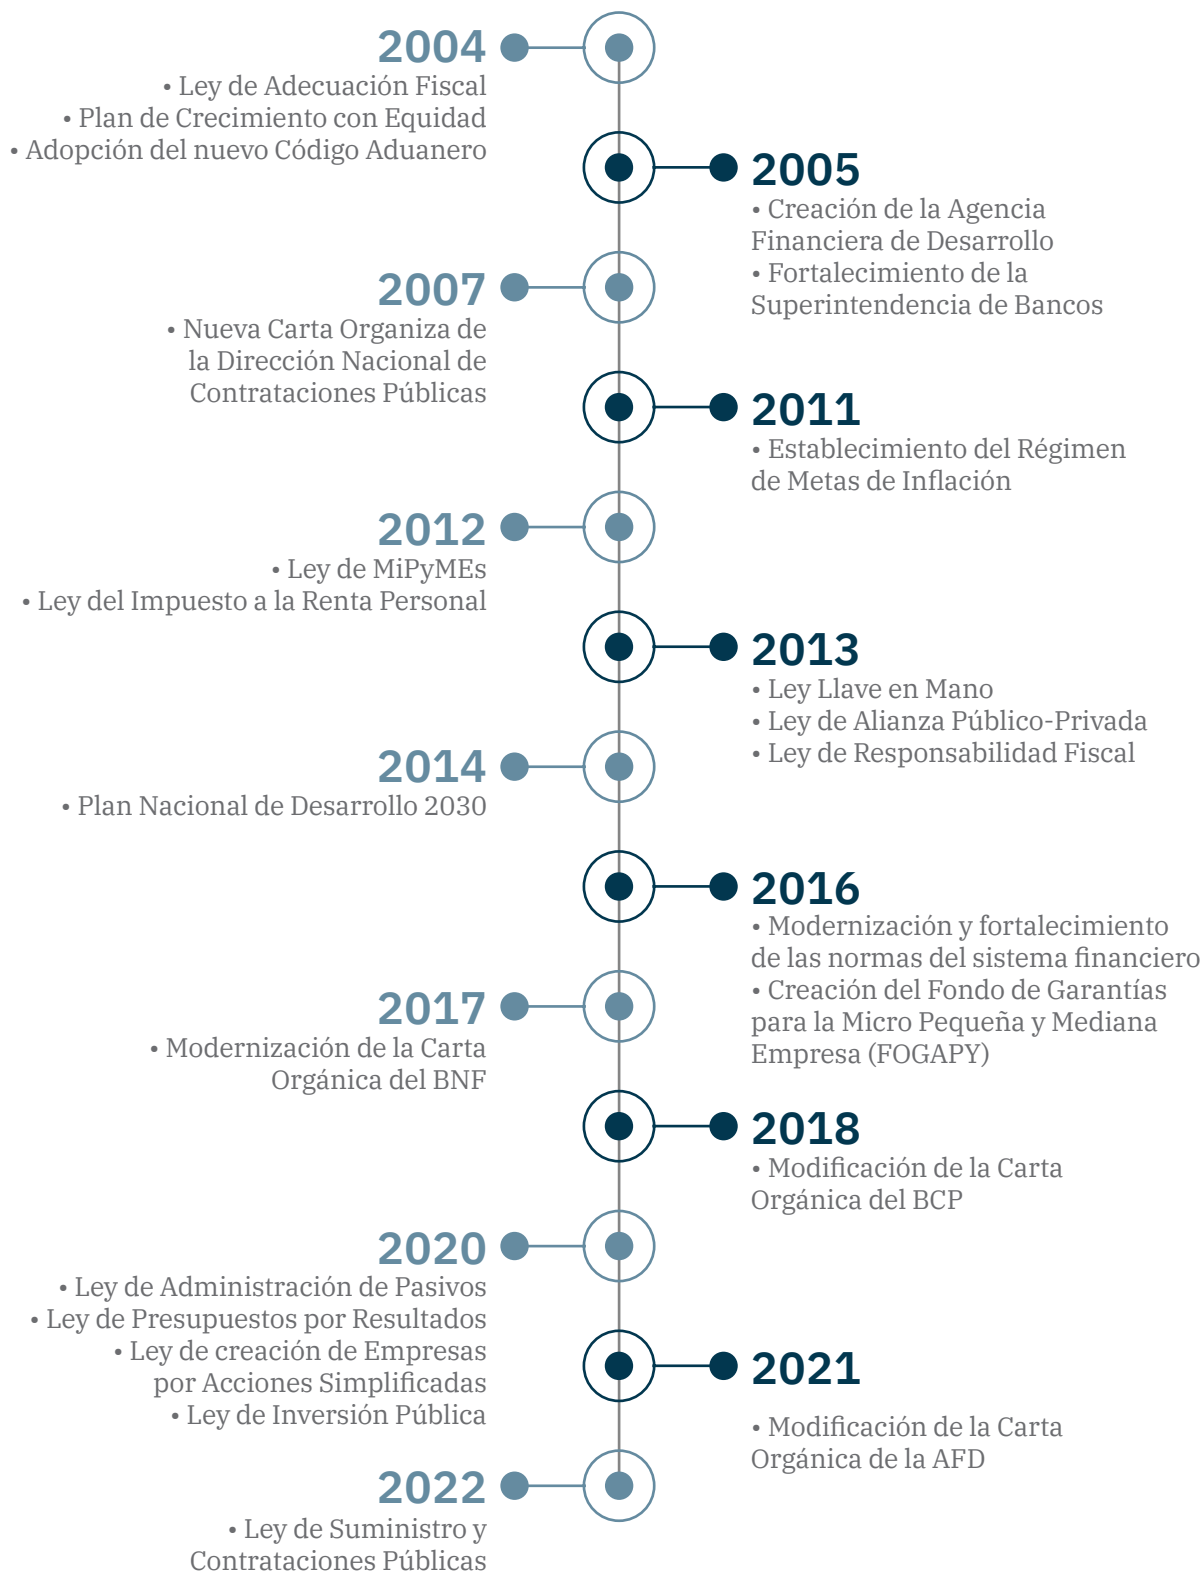 2004
• Ley de Adecuación Fiscal
• Plan de Crecimiento con Equidad
• Adopción del nuevo Código Aduanero
2005
• Creación de la Agencia
Financiera de Desarrollo
• Fortalecimiento de la
Superintendencia de Bancos
2007
• Nueva Carta Organiza de
la Dirección Nacional de
Contrataciones Públicas
2011
• Establecimiento del Régimen
de Metas de Inflación
2012
• Ley de MiPyMEs
• Ley del Impuesto a la Renta Personal
2013
• Ley Llave en Mano
• Ley de Alianza Público-Privada
• Ley de Responsabilidad Fiscal
2014
• Plan Nacional de Desarrollo 2030
2016
• Modernización y fortalecimiento
de las normas del sistema financiero
• Creación del Fondo de Garantías
para la Micro Pequeña y Mediana
Empresa (FOGAPY)
2017
• Modernización de la Carta
Orgánica del BNF
2018
• Modificación de la Carta
Orgánica del BCP
2020
• Ley de Administración de Pasivos
• Ley de Presupuestos por Resultados
• Ley de creación de Empresas
por Acciones Simplificadas
• Ley de Inversión Pública
2021
• Modificación de la Carta
Orgánica de la AFD
2022
• Ley de Suministro y
Contrataciones Públicas